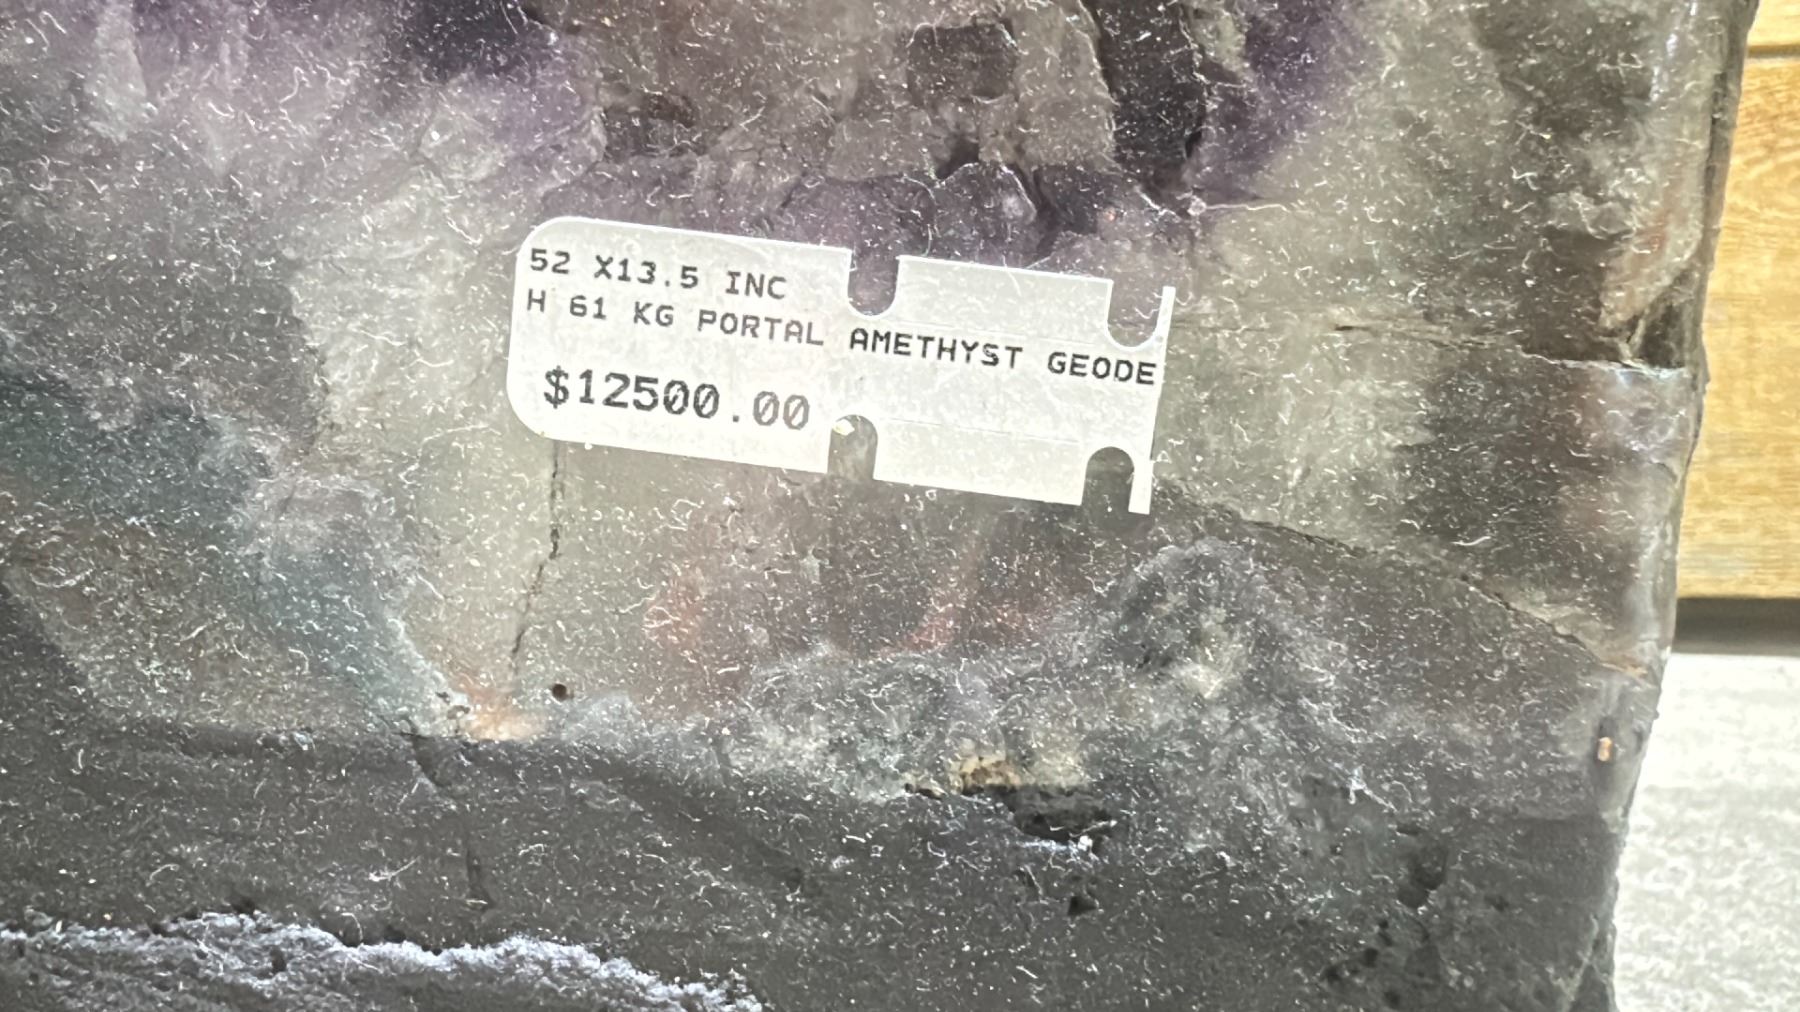 52 X13.5 INC
H 61 KG PORTAL AMETHYST GEODE
$12500.00